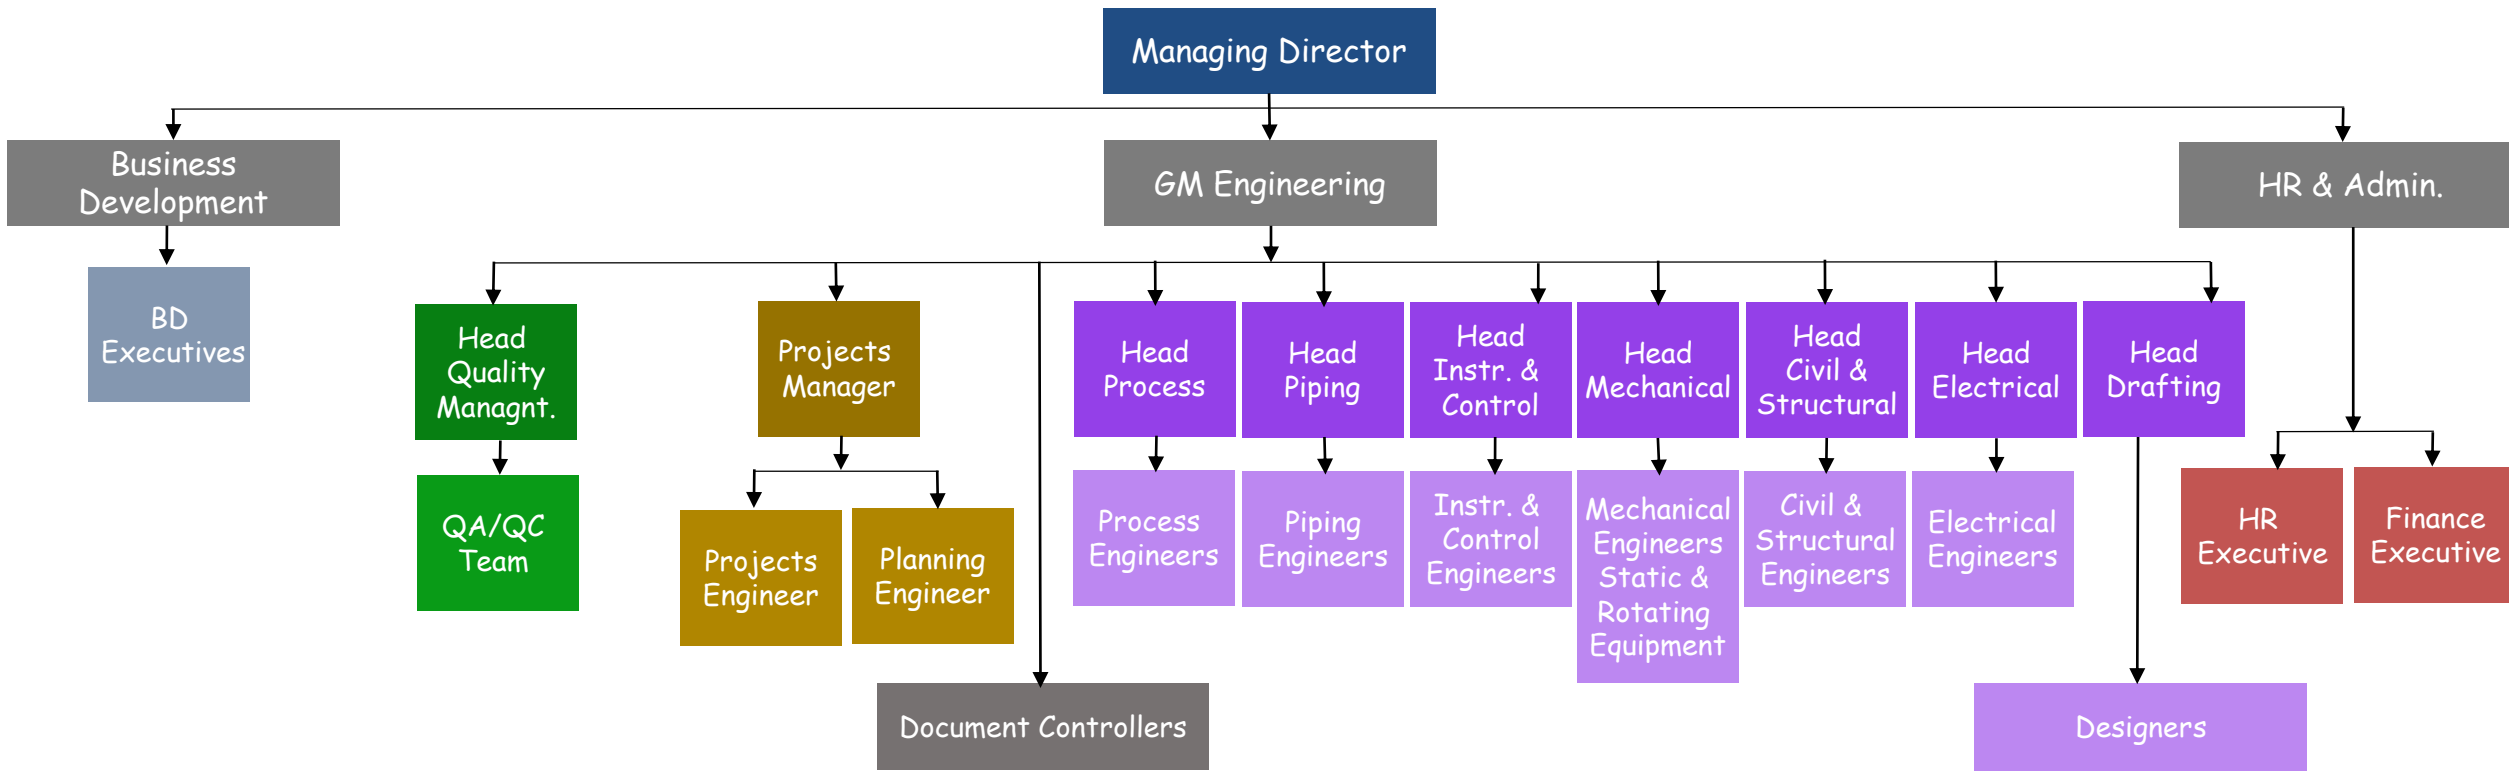 Managing Director
Business
Development
GM Engineering
HR & Admin.
BD
Executives
Head
Quality
Managnt.
Projects
Manager
Head
Process
Head
Piping
Head
Instr. &
Control
Head
Mechanical
Head
Civil &
Structural
Head
Electrical
Head
Drafting
QA/QC
Team
Projects
Engineer
Planning
Engineer
Process
Engineers
Piping
Engineers
Instr. &
Control
Engineers
Mechanical
Engineers
Static &
Rotating
Equipment
Civil &
Structural
Engineers
Electrical
Engineers
HR
Executive
Finance
Executive
Document Controllers
Designers